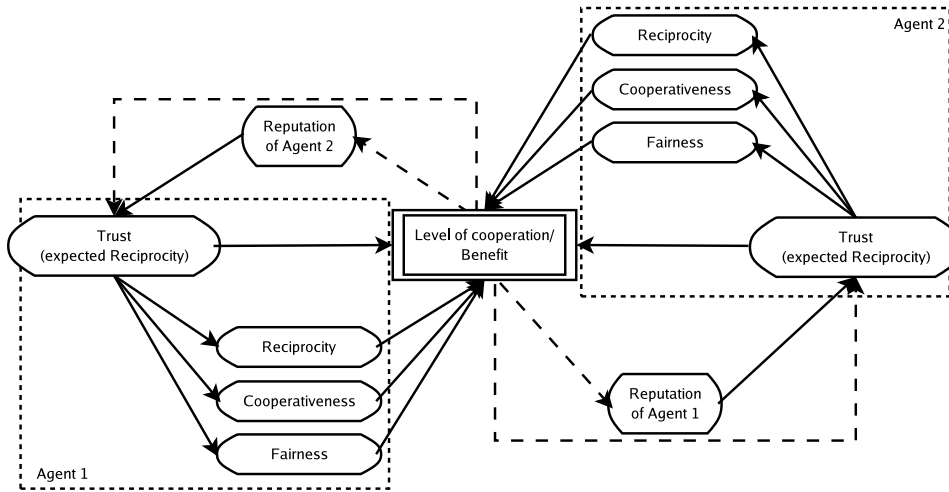 Agent 2
Reciprocity
Cooperativeness
Fairness
Reputation
of Agent 2
Trust
(expected Reciprocity)
Level of cooperation/
Benefit
Trust
(expected Reciprocity)
Reciprocity
Cooperativeness
Fairness
Reputation
of Agent 1
Agent 1